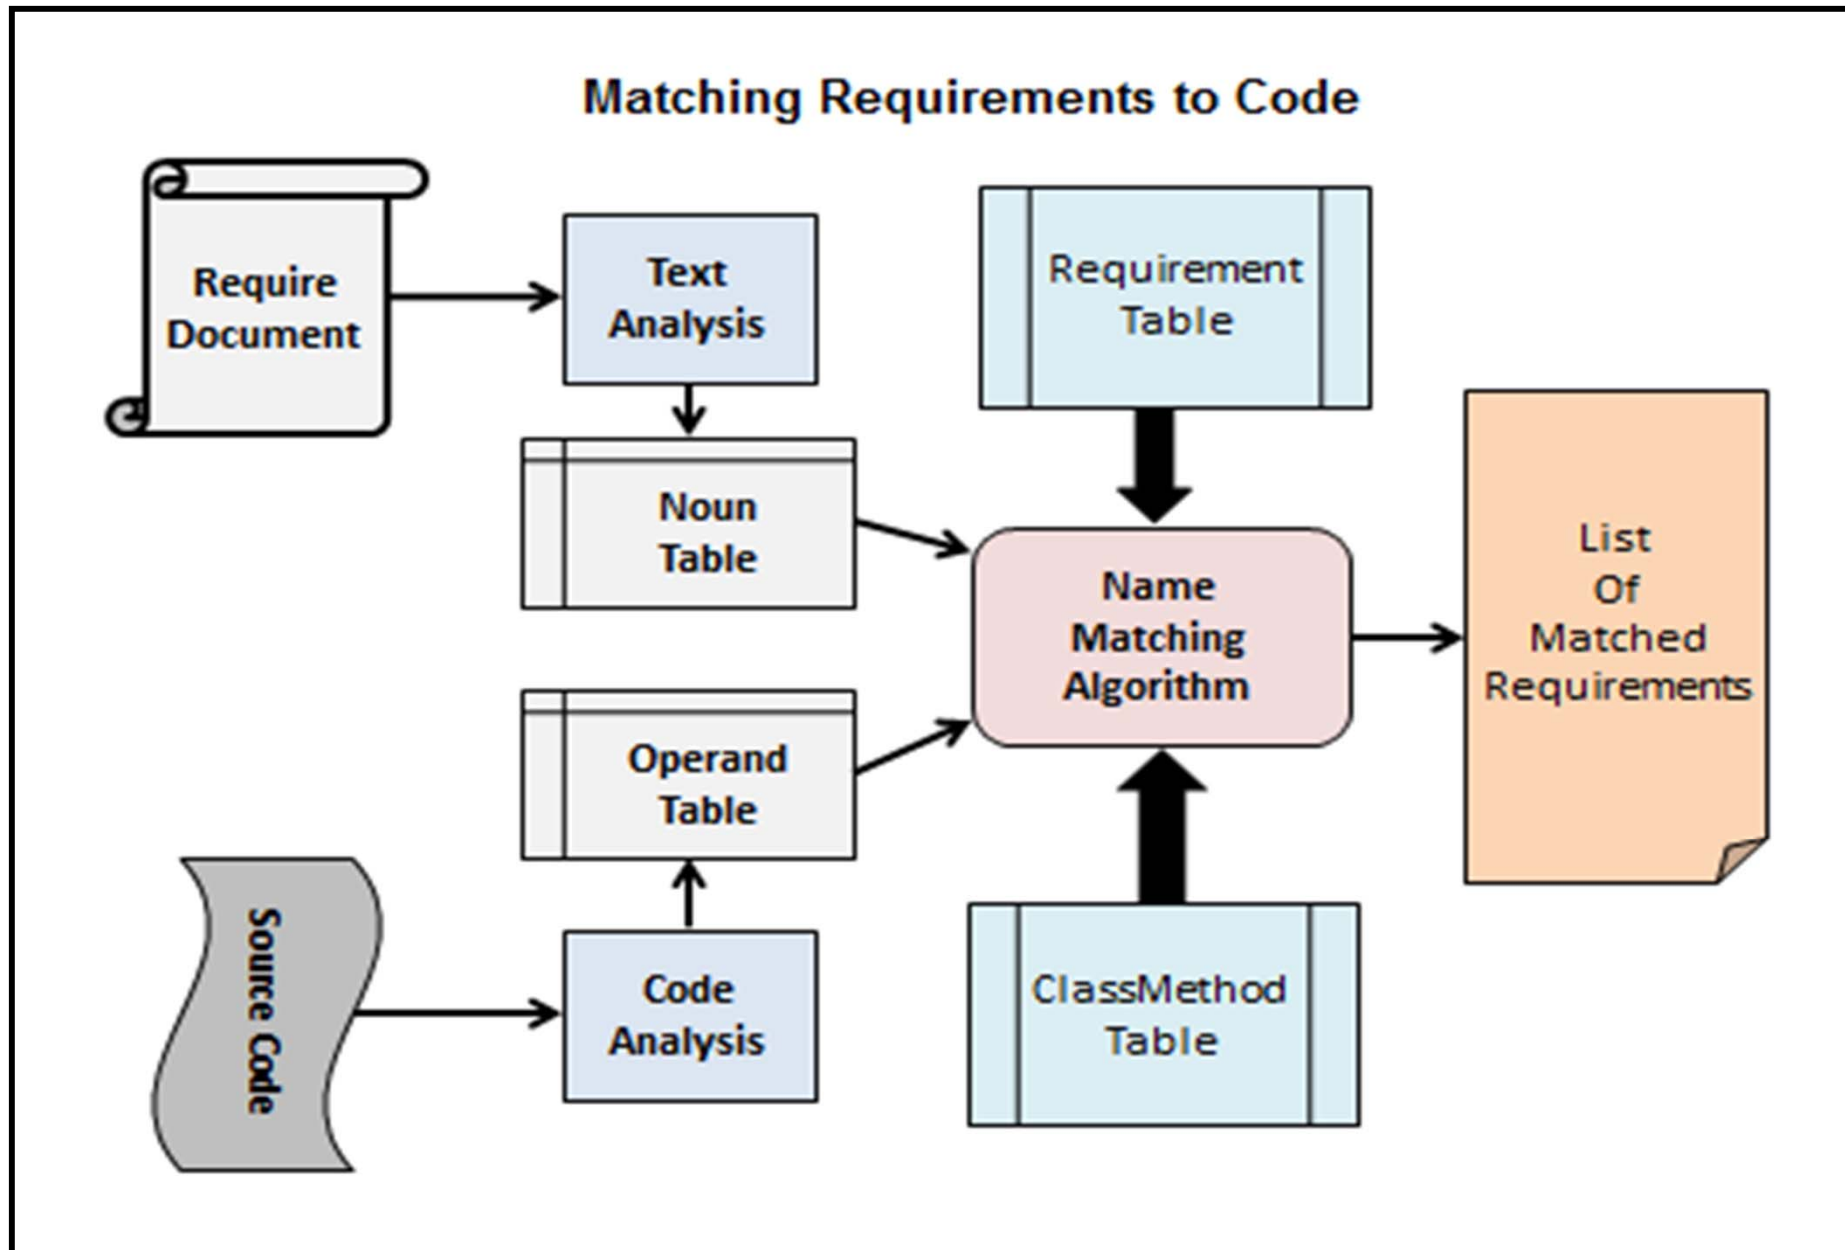 Matching Requirements to Code
Require
Document
Text
Analysis
Requirement
Table
Noun
Table
Name
Matching
Algorithm
List
Of
Matched
Requirements
Operand
Table
Source Code
Code
Analysis
ClassMethod
Table